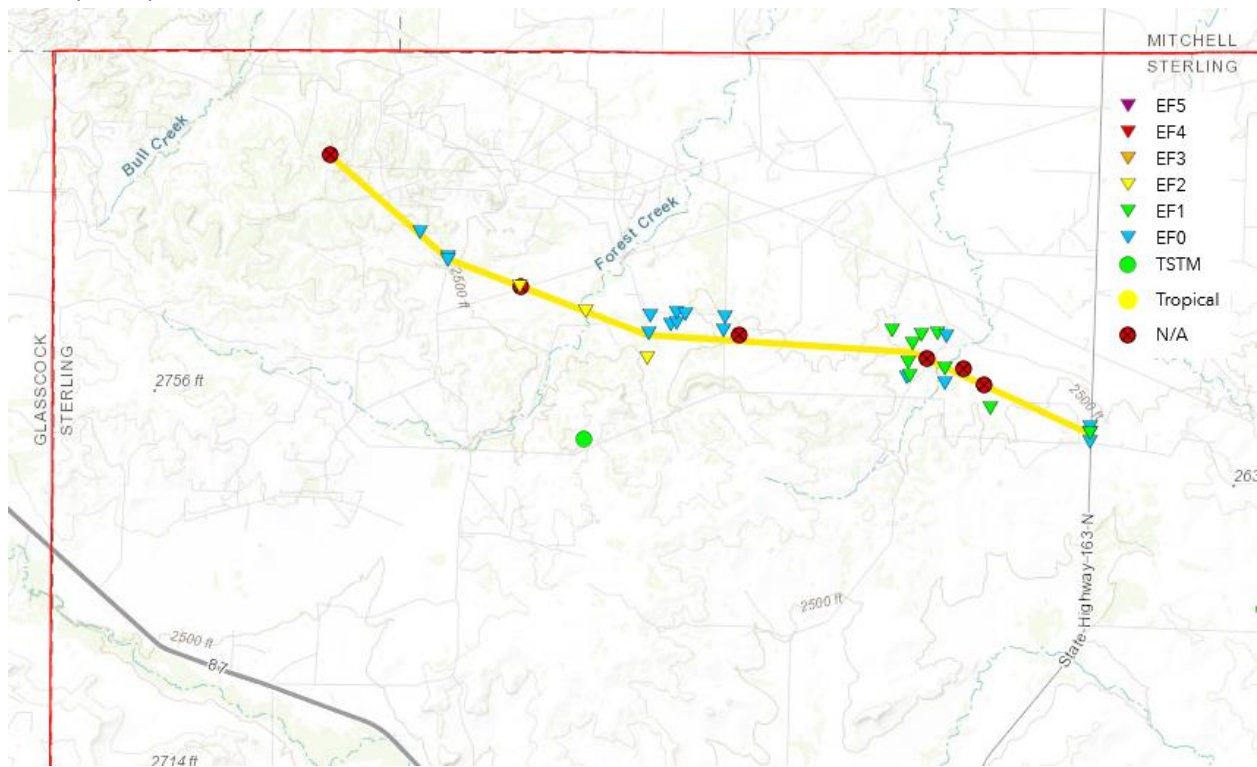 MITCHELL
STERLING
EF5
EF4
EF3
EF2
EF1
EF0
TSTM
Tropical
N/A
Bull Creek
Forest Creek
2500 ft
GLASSCOCK
STERLING
2756 ft
2500 ft
263
2500 ft
State-Highway-163-N
2500 ft
87
2714 ft